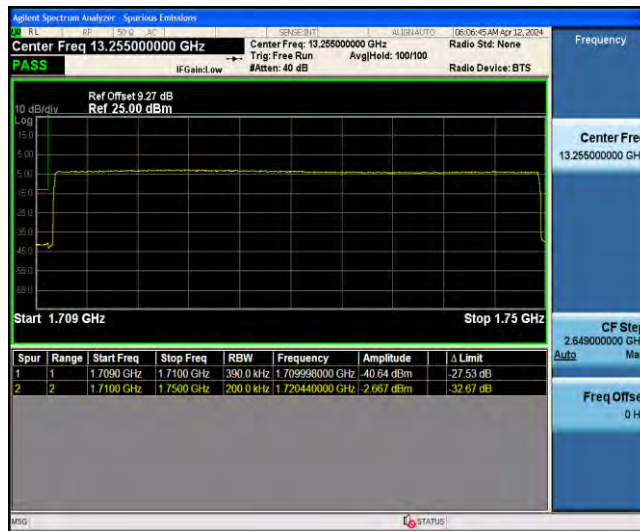 Agilent Spectrum Analyzer - Spurious Emissions
RL RF 50 Ω AC SENSE:INT ALIGN AUTO 06:06:45 AM Apr 12, 2024
Center Freq 13.255000000 GHz
Center Freq: 13.255000000 GHz
Radio Std: None
Trig: Free Run Avg|Hold: 100/100
PASS
IFGain:Low
#Atten: 40 dB
Radio Device: BTS
Ref Offset 9.27 dB
10 dB/div Ref 25.00 dBm
Log
15.0
5.00
-5.00
-15.0
-25.0
-35.0
-45.0
-55.0
Start 1.709 GHz Stop 1.75 GHz
Spur Range Start Freq Stop Freq RBW Frequency Amplitude Δ Limit
1 1 1.7090 GHz 1.7100 GHz 390.0 kHz 1.709998000 GHz -40.64 dBm -27.53 dB
2 2 1.7100 GHz 1.7500 GHz 200.0 kHz 1.720440000 GHz -2.667 dBm -32.67 dB
Frequency
Center Fre
13.255000000 GH
CF Step
2.649000000 GH
Auto Ma
Freq Offse
0 H
MSG STATUS